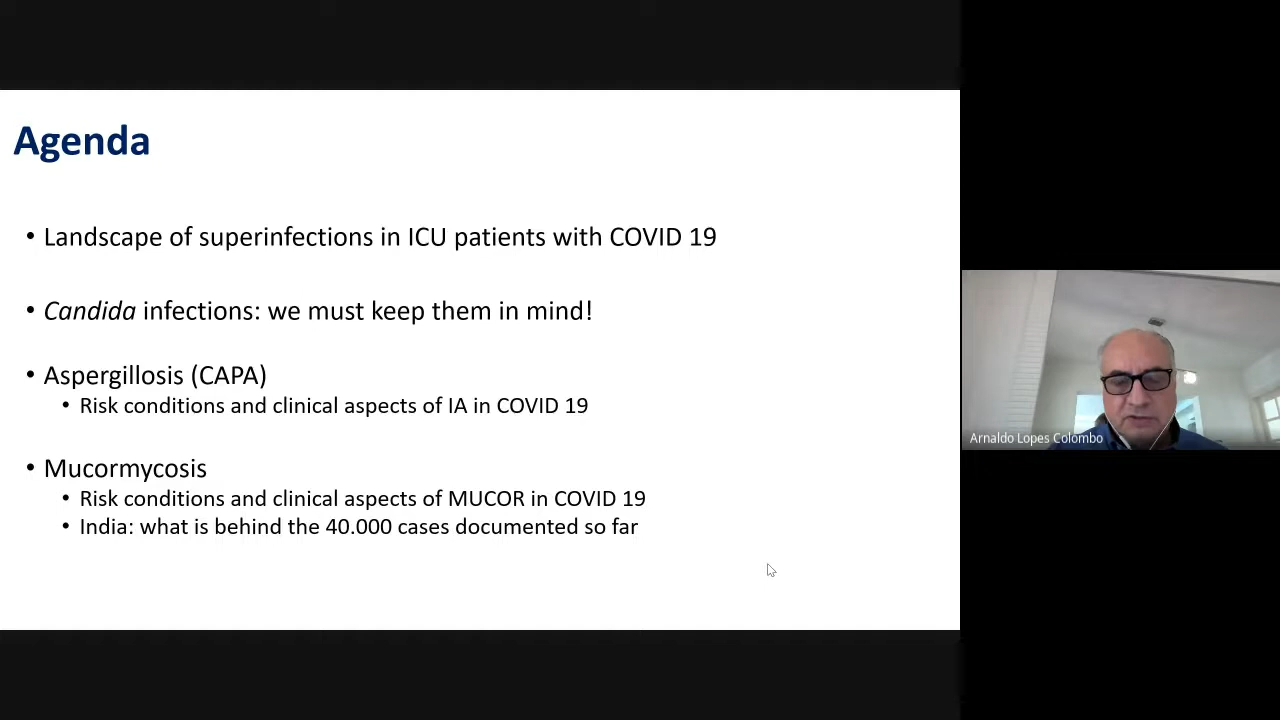 Agenda
• Landscape of superinfections in ICU patients with COVID 19
• Candida infections: we must keep them in mind!
• Aspergillosis (CAPA)
• Risk conditions and clinical aspects of IA in COVID 19
• Mucormycosis
• Risk conditions and clinical aspects of MUCOR in COVID 19
• India: what is behind the 40.000 cases documented so far
Arnaldo Lopes Colombo